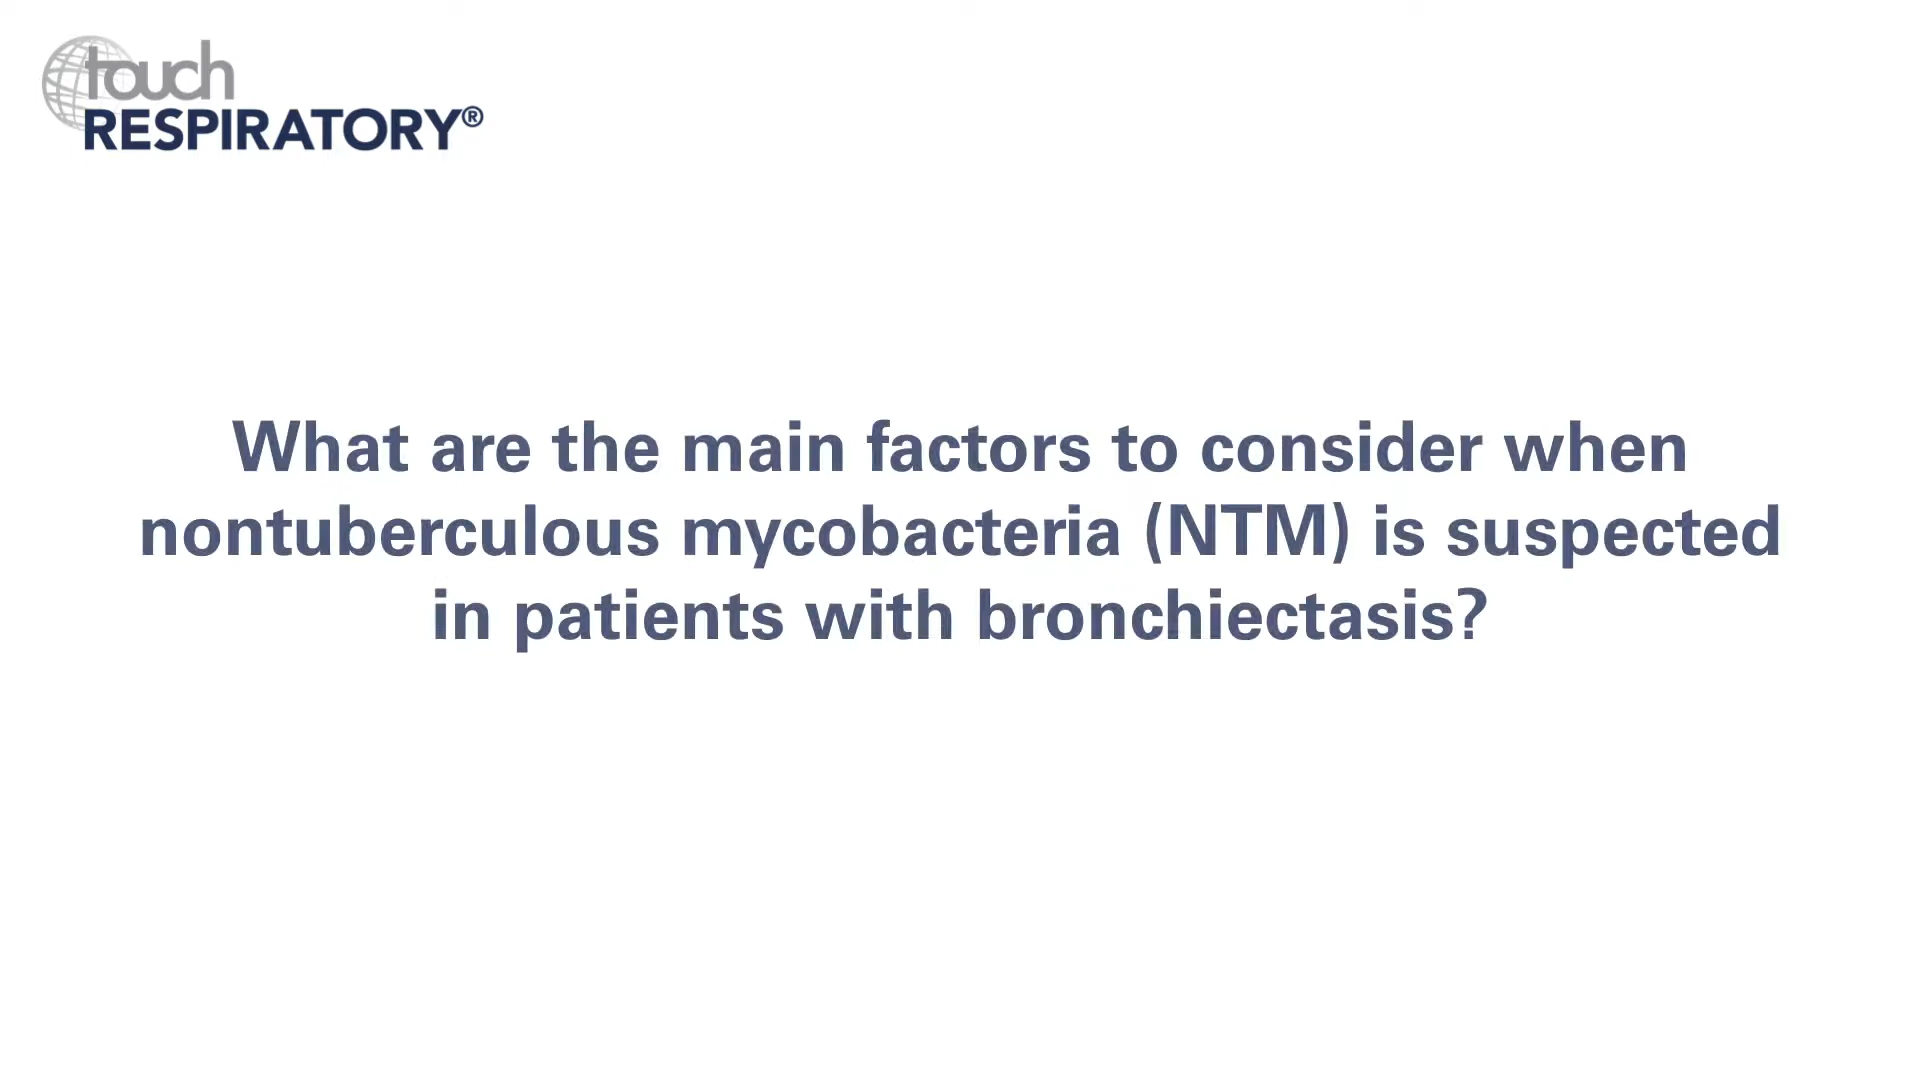 touch
RESPIRATORY®
What are the main factors to consider when
nontuberculous mycobacteria (NTM) is suspected
in patients with bronchiectasis?